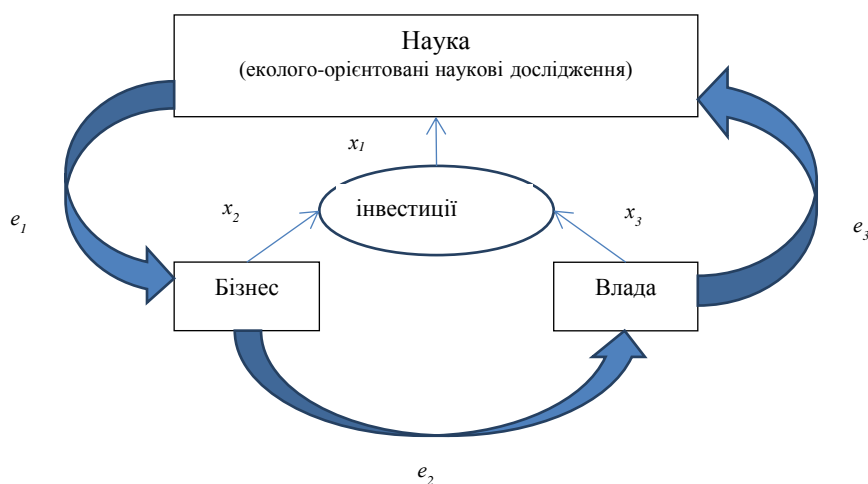 Наука
(еколого-орієнтовані наукові дослідження)
x1
x2
інвестиції
x3
e1
e3
Бізнес
Влада
e2